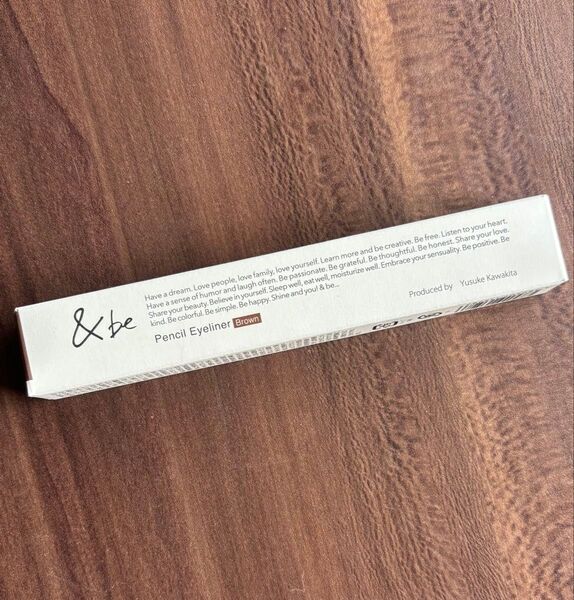 &be
Have a dream. Love people, love family, love yourself. Learn more and be creative. Be free. Listen to your heart.
Have a sense of humor and laugh often. Be passionate. Be grateful. Be thoughtful. Be honest. Share your love.
Share your beauty. Believe in yourself. Sleep well, eat well, moisturize well. Embrace your sensuality. Be positive. Be
kind. Be colorful. Be simple. Be happy. Shine and you! & be...
Pencil Eyeliner Brown
Produced by Yusuke Kawakita